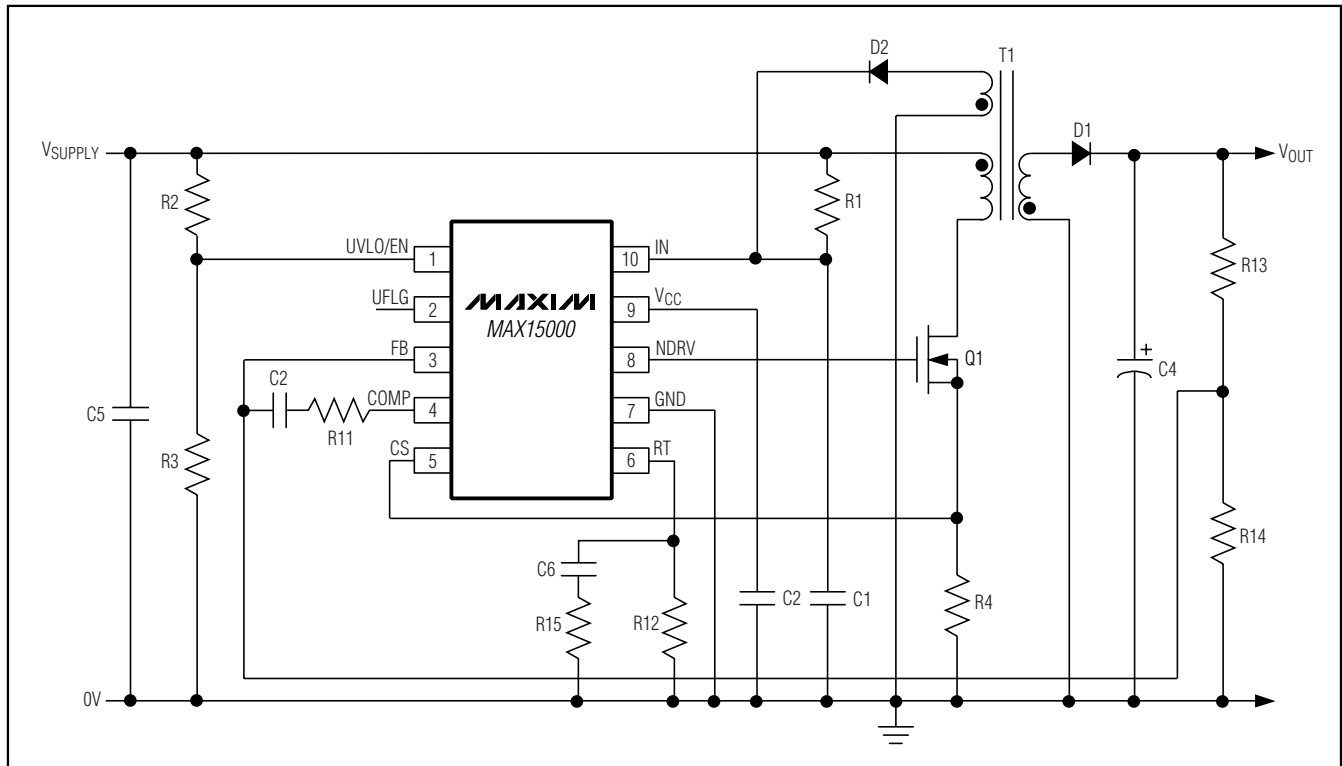 D2
T1
D1
VSUPPLY
VOUT
R2
R1
UVLO/EN
1
10
IN
R13
UFLG
2
MAXIM
MAX15000
9
VCC
FB
3
8
NDRV
Q1
+
C4
C5
C2
R11
COMP
4
7
GND
R3
CS
5
6
RT
R14
C6
R15
R12
C2
C1
R4
0V